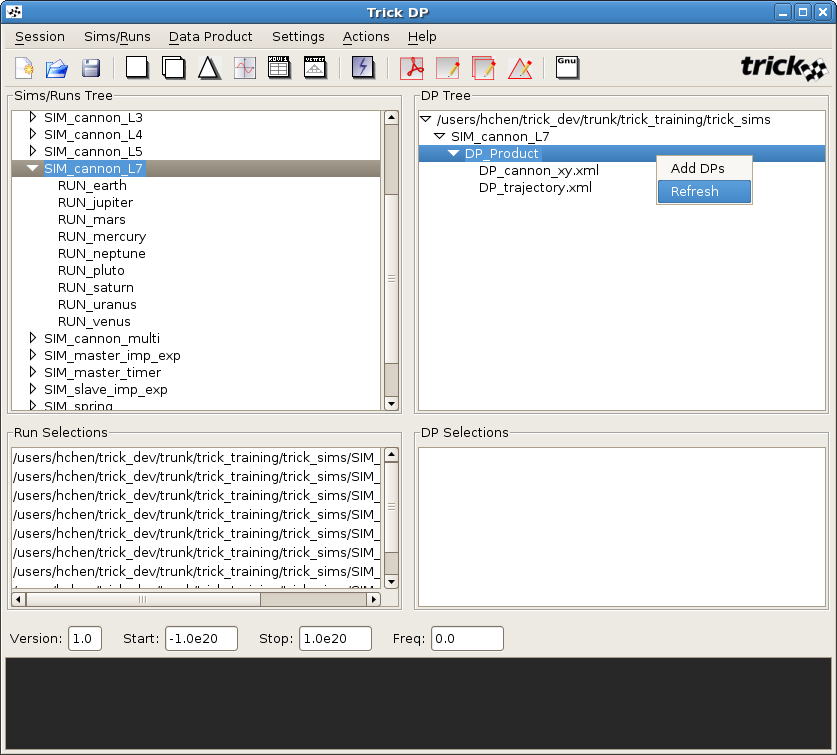 Trick DP
Session Sims/Runs Data Product Settings Actions Help
MOVIE Gnu trick
Sims/Runs Tree
SIM_cannon_L3
SIM_cannon_L4
SIM_cannon_L5
SIM_cannon_L7
RUN_earth
RUN_jupiter
RUN_mars
RUN_mercury
RUN_neptune
RUN_pluto
RUN_saturn
RUN_uranus
RUN_venus
SIM_cannon_multi
SIM_master_imp_exp
SIM_master_timer
SIM_slave_imp_exp
SIM_spring
DP Tree
/users/hchen/trick_dev/trunk/trick_training/trick_sims
SIM_cannon_L7
DP_Product
DP_cannon_xy.xml
DP_trajectory.xml
Add DPs
Refresh
Run Selections
/users/hchen/trick_dev/trunk/trick_training/trick_sims/SIM_
/users/hchen/trick_dev/trunk/trick_training/trick_sims/SIM_
/users/hchen/trick_dev/trunk/trick_training/trick_sims/SIM_
/users/hchen/trick_dev/trunk/trick_training/trick_sims/SIM_
/users/hchen/trick_dev/trunk/trick_training/trick_sims/SIM_
/users/hchen/trick_dev/trunk/trick_training/trick_sims/SIM_
/users/hchen/trick_dev/trunk/trick_training/trick_sims/SIM_
DP Selections
Version: 1.0 Start: -1.0e20 Stop: 1.0e20 Freq: 0.0